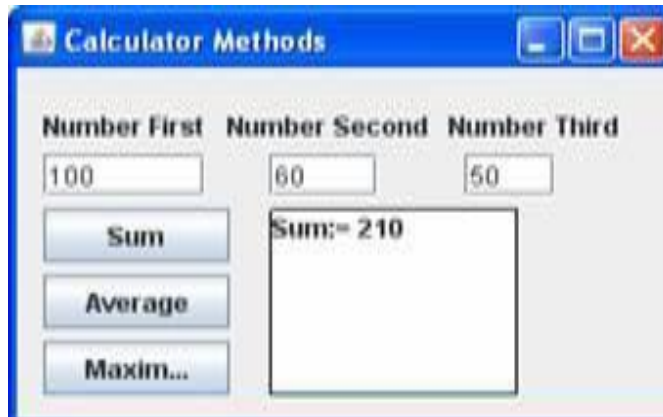 Calculator Methods
Number First Number Second Number Third
100 60 50
Sum
Sum:= 210
Average
Maxim...